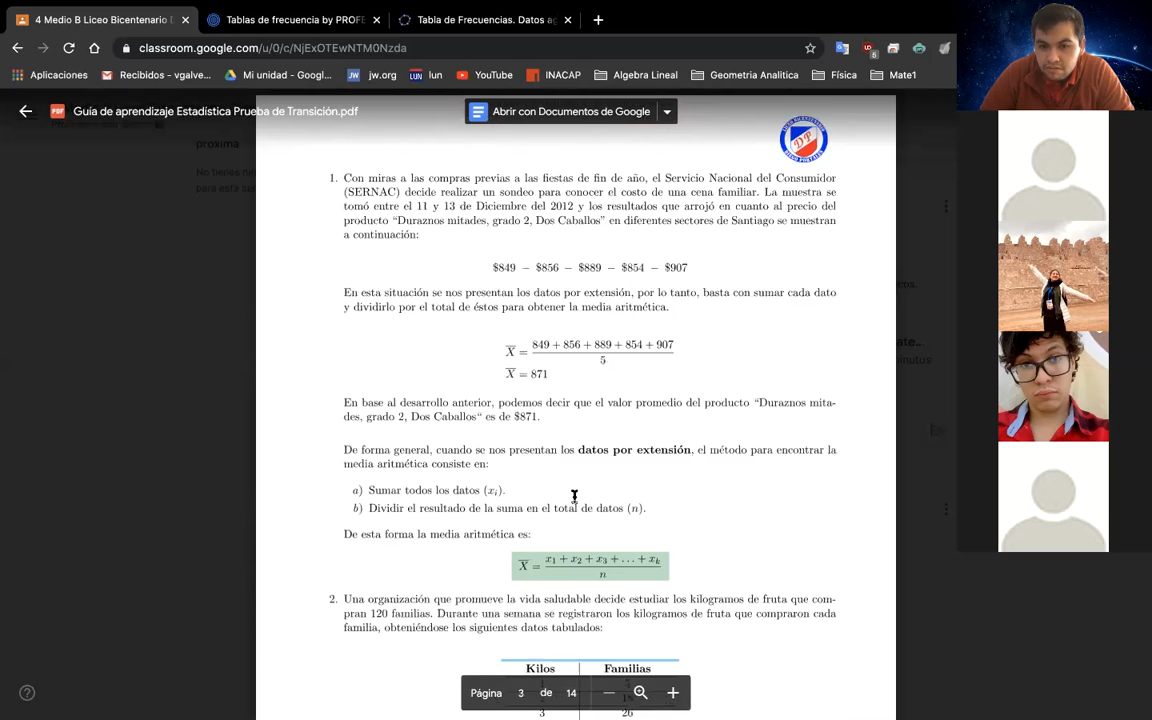 4 Medio B Liceo Bicentenario
Tablas de frecuencia by PROFE
Tabla de Frecuencias. Datos ag
classroom.google.com/u/0/c/NjExOTEwNTM0Nzda
5
Aplicaciones
Recibidos - vgalve...
Mi unidad - Googl...
jw.org
lun
YouTube
INACAP
Algebra Lineal
Geometria Analitica
Física
Mate1
PDF
Guía de aprendizaje Estadística Prueba de Transición.pdf
Abrir con Documentos de Google
DP
proxima
1. Con miras a las compras previas a las fiestas de fin de año, el Servicio Nacional del Consumidor
(SERNAC) decide realizar un sondeo para conocer el costo de una cena familiar. La muestra se
tomó entre el 11 y 13 de Diciembre del 2012 y los resultados que arrojó en cuanto al precio del
producto “Duraznos mitades, grado 2, Dos Caballos” en diferentes sectores de Santiago se muestran
a continuación:
$849 − $856 − $889 − $854 − $907
En esta situación se nos presentan los datos por extensión, por lo tanto, basta con sumar cada dato
y dividirlo por el total de éstos para obtener la media aritmética.
X̅ = 849 + 856 + 889 + 854 + 907
5
X̅ = 871
En base al desarrollo anterior, podemos decir que el valor promedio del producto “Duraznos mita-
des, grado 2, Dos Caballos“ es de $871.
De forma general, cuando se nos presentan los datos por extensión, el método para encontrar la
media aritmética consiste en:
a) Sumar todos los datos (xᵢ).
b) Dividir el resultado de la suma en el total de datos (n).
De esta forma la media aritmética es:
X̅ = x₁ + x₂ + x₃ + . . . + xₖ
n
2. Una organización que promueve la vida saludable decide estudiar los kilogramos de fruta que com-
pran 120 familias. Durante una semana se registraron los kilogramos de fruta que compraron cada
familia, obteniéndose los siguientes datos tabulados:
Kilos Familias
3 26
Página 3 de 14